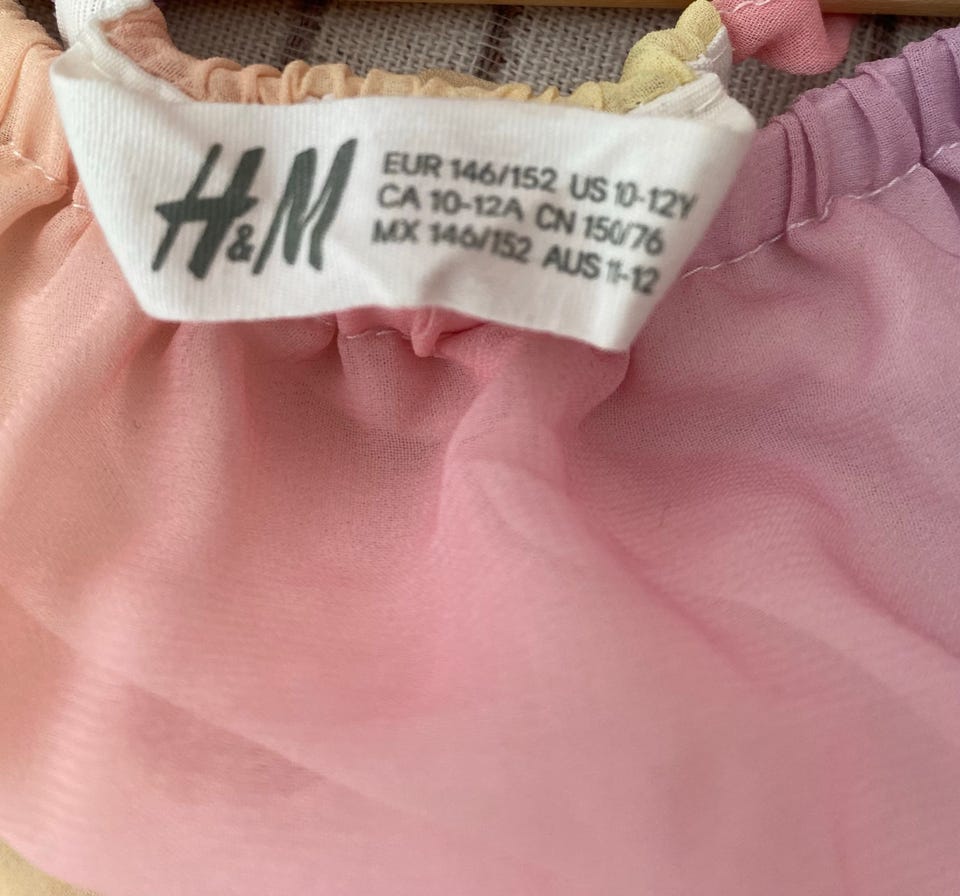 H&M
EUR 146/152 US 10-12Y
CA 10-12A CN 150/76
MX 146/152 AUS 11-12